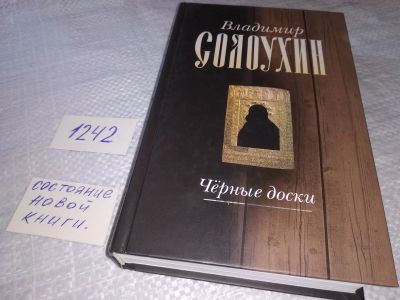 Владимир
СОЛОУХИН
Чёрные доски
1242
состояние
новой
книги.